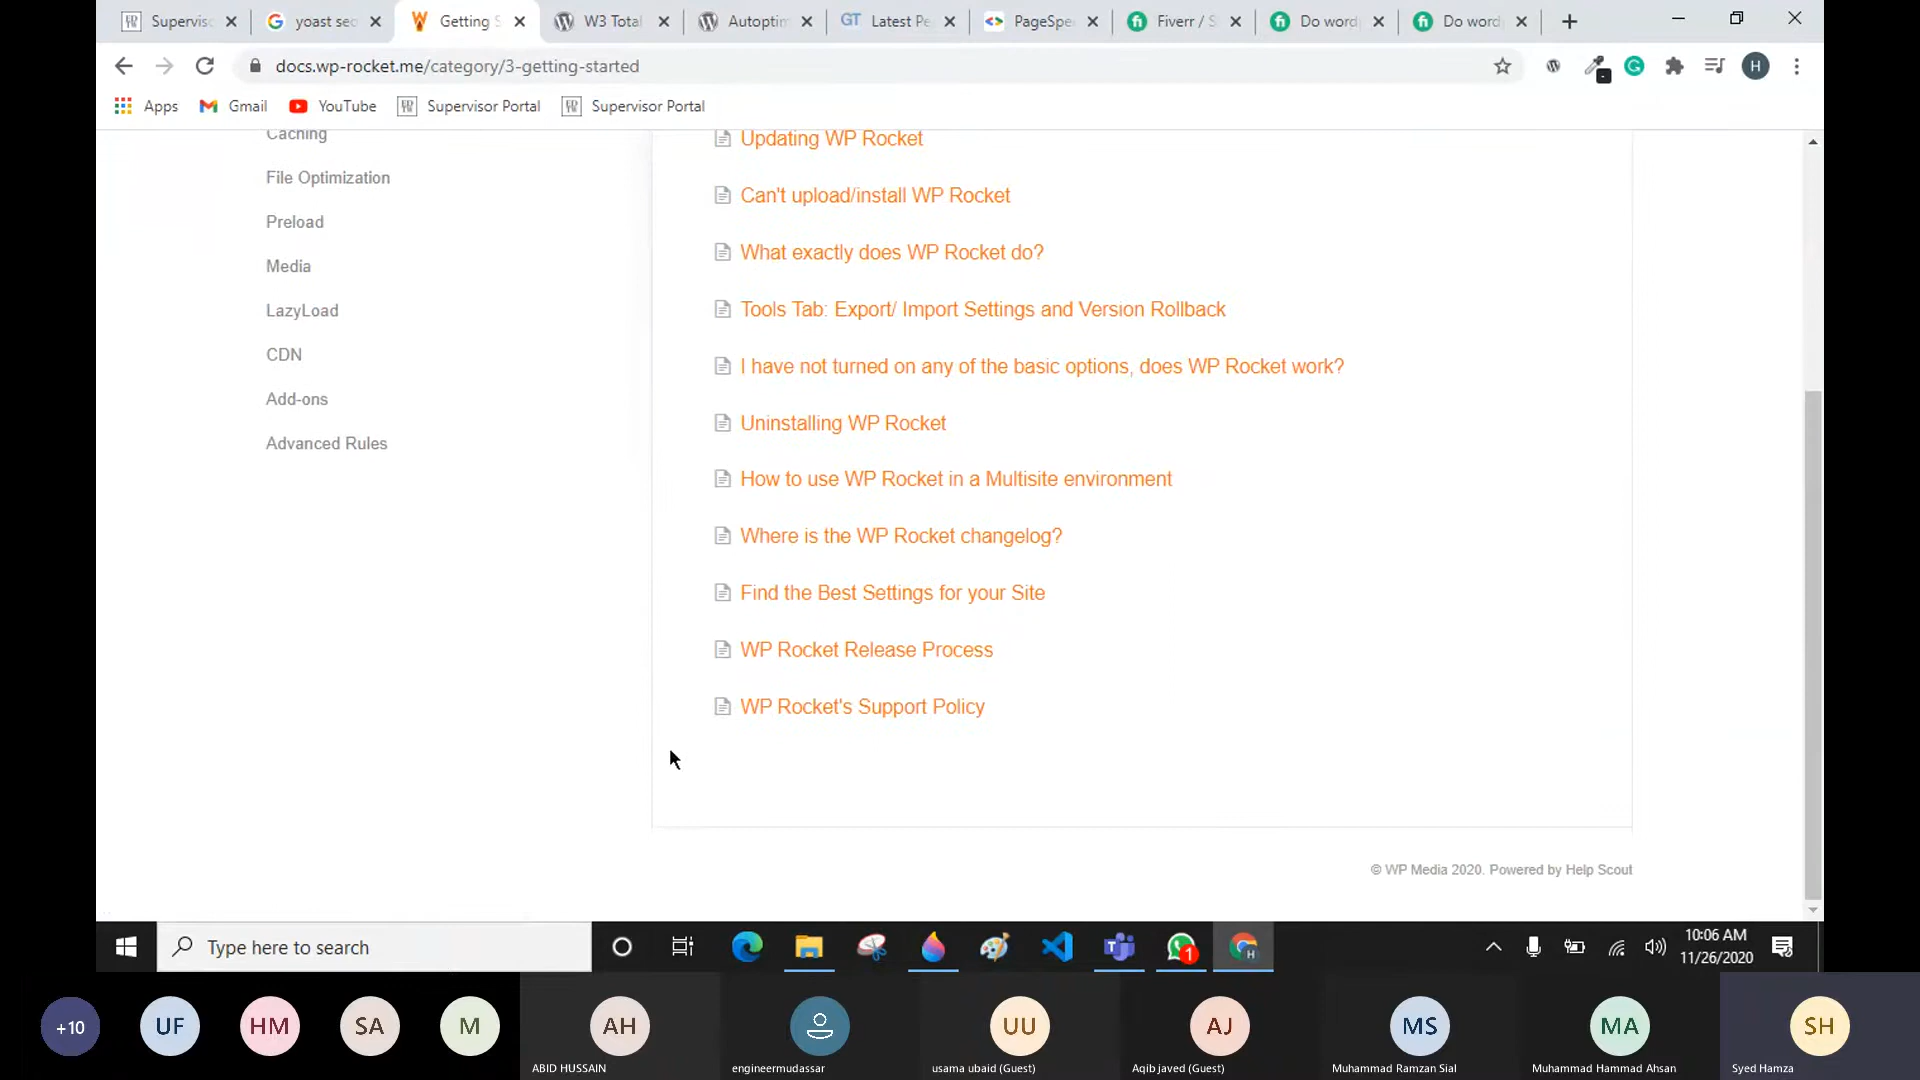 Supervisc
yoast seo
Getting S
W3 Total
Autoptim
GT Latest Pe
PageSpe
Fiverr / S
Do word
Do word
docs.wp-rocket.me/category/3-getting-started
H
Apps
Gmail
YouTube
Supervisor Portal
Supervisor Portal
Caching
File Optimization
Preload
Media
LazyLoad
CDN
Add-ons
Advanced Rules
Updating WP Rocket
Can't upload/install WP Rocket
What exactly does WP Rocket do?
Tools Tab: Export/ Import Settings and Version Rollback
I have not turned on any of the basic options, does WP Rocket work?
Uninstalling WP Rocket
How to use WP Rocket in a Multisite environment
Where is the WP Rocket changelog?
Find the Best Settings for your Site
WP Rocket Release Process
WP Rocket's Support Policy
© WP Media 2020. Powered by Help Scout
Type here to search
1
H
10:06 AM
11/26/2020
+10
UF
HM
SA
M
AH
UU
AJ
MS
MA
SH
ABID HUSSAIN
engineermudassar
usama ubaid (Guest)
Aqib javed (Guest)
Muhammad Ramzan Sial
Muhammad Hammad Ahsan
Syed Hamza